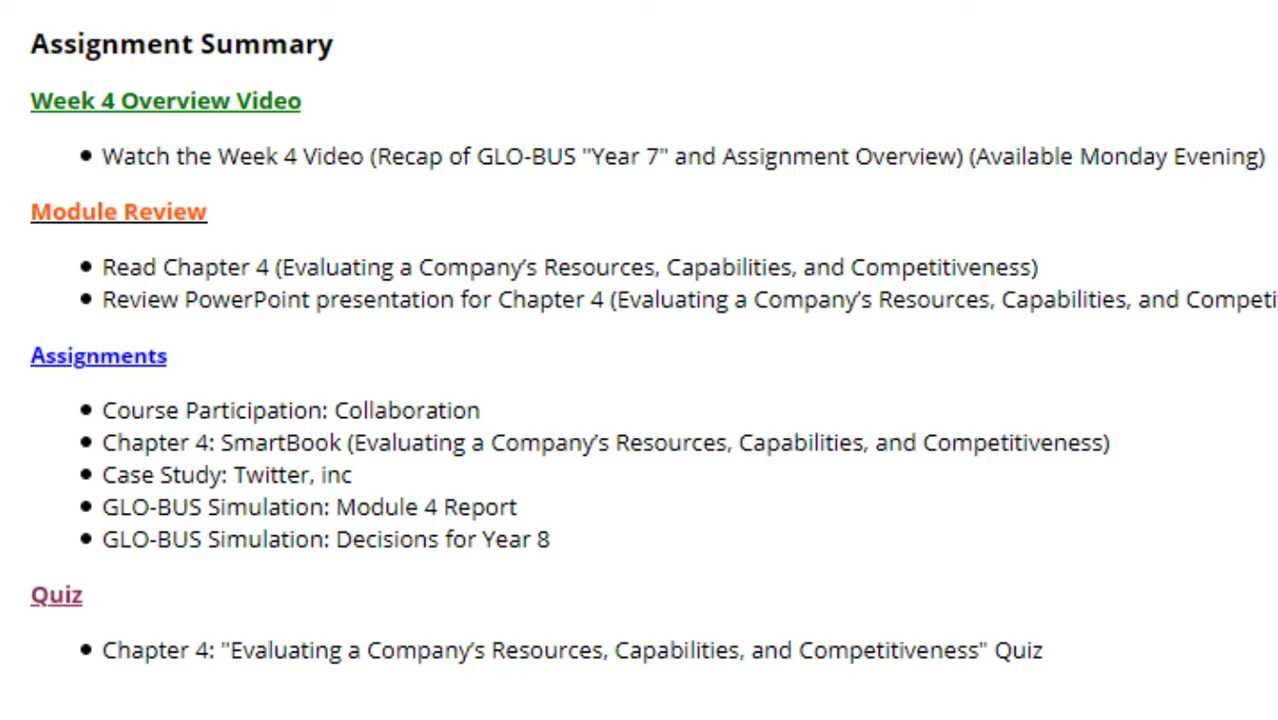 Assignment Summary
Week 4 Overview Video
• Watch the Week 4 Video (Recap of GLO-BUS "Year 7" and Assignment Overview) (Available Monday Evening)
Module Review
• Read Chapter 4 (Evaluating a Company’s Resources, Capabilities, and Competitiveness)
• Review PowerPoint presentation for Chapter 4 (Evaluating a Company’s Resources, Capabilities, and
Assignments
• Course Participation: Collaboration
• Chapter 4: SmartBook (Evaluating a Company’s Resources, Capabilities, and Competitiveness)
• Case Study: Twitter, inc
• GLO-BUS Simulation: Module 4 Report
• GLO-BUS Simulation: Decisions for Year 8
Quiz
• Chapter 4: "Evaluating a Company’s Resources, Capabilities, and Competitiveness" Quiz